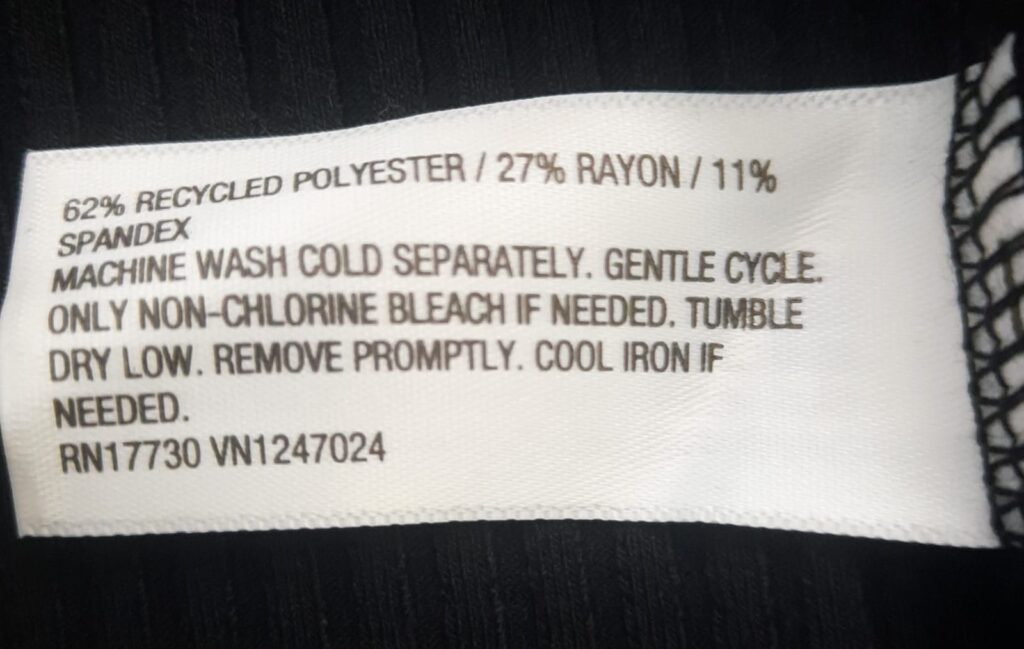 62% RECYCLED POLYESTER / 27% RAYON / 11%
SPANDEX
MACHINE WASH COLD SEPARATELY. GENTLE CYCLE.
ONLY NON-CHLORINE BLEACH IF NEEDED. TUMBLE
DRY LOW. REMOVE PROMPTLY. COOL IRON IF
NEEDED.
RN17730 VN1247024